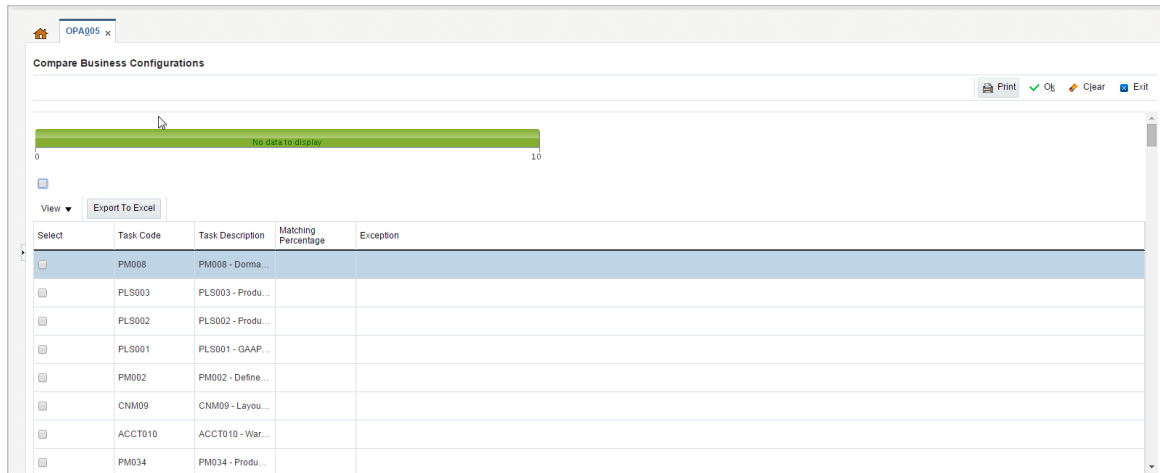 OPA005 x
Compare Business Configurations
Print Ok Clear Exit
No data to display
0 10
View Export To Excel
Select Task Code Task Description Matching Percentage Exception
PM008 PM008 - Dorma...
PLS003 PLS003 - Produ...
PLS002 PLS002 - Produ...
PLS001 PLS001 - GAAP...
PM002 PM002 - Define...
CNM09 CNM09 - Layou...
ACCT010 ACCT010 - War...
PM034 PM034 - Produ...